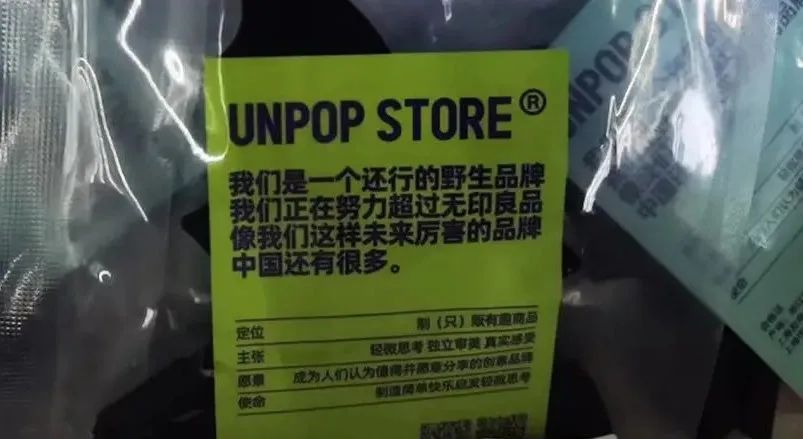 UNPOP STORE®
我们是一个还行的野生品牌
我们正在努力超过无印良品
像我们这样未来厉害的品牌
中国还有很多。
定位 制（只）贩有趣商品
主张 轻微思考 独立审美 真实感受
愿景 成为人们认为值得并愿意分享的创意品牌
使命 制造简单快乐启发轻微思考
UNPOP STORE